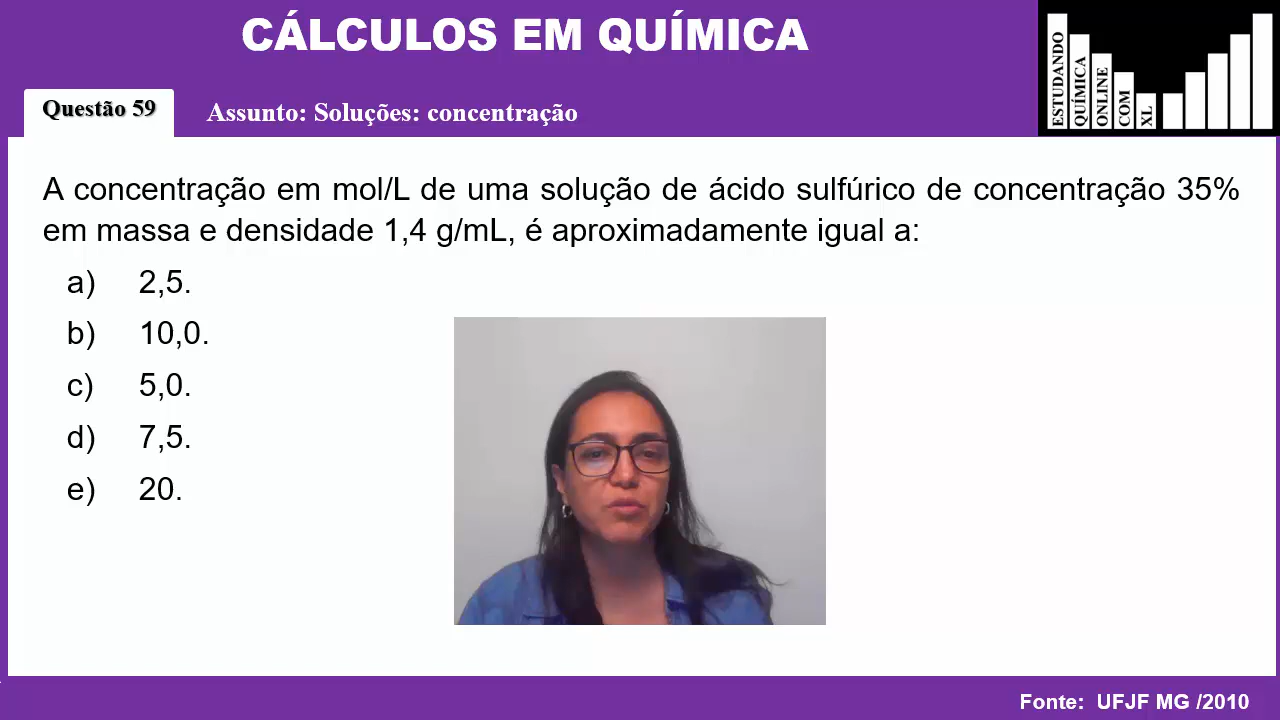 CÁLCULOS EM QUÍMICA
ESTUDANDO
QUÍMICA
ONLINE
COM
XL
Questão 59
Assunto: Soluções: concentração
A concentração em mol/L de uma solução de ácido sulfúrico de concentração 35%
em massa e densidade 1,4 g/mL, é aproximadamente igual a:
a) 2,5.
b) 10,0.
c) 5,0.
d) 7,5.
e) 20.
Fonte: UFJF MG /2010